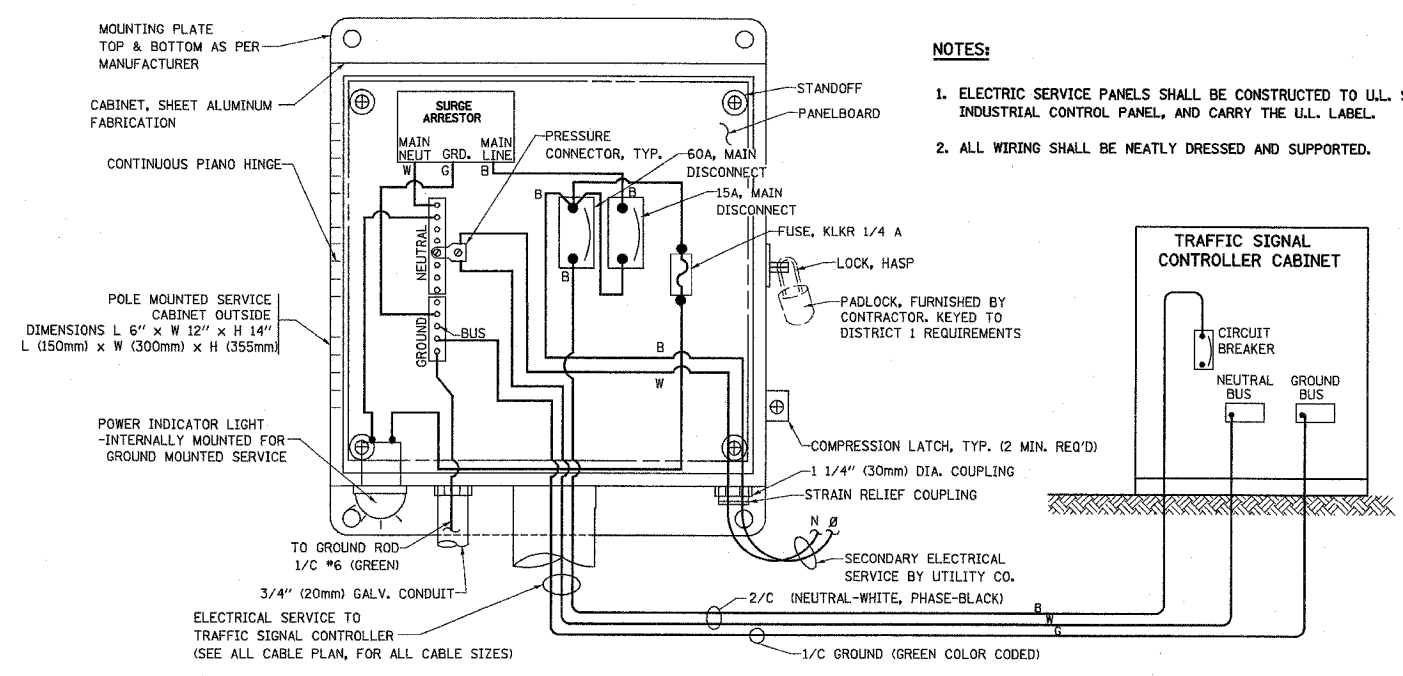 MOUNTING PLATE
TOP & BOTTOM AS PER
MANUFACTURER
CABINET, SHEET ALUMINUM
FABRICATION
CONTINUOUS PIANO HINGE
POLE MOUNTED SERVICE
CABINET OUTSIDE
DIMENSIONS L 6" x W 12" x H 14"
L (150mm) x W (300mm) x H (355mm)
POWER INDICATOR LIGHT
-INTERNALLY MOUNTED FOR
GROUND MOUNTED SERVICE
SURGE
ARRESTOR
MAIN
NEUT
GRD.
MAIN
LINE
W
G
B
PRESSURE
CONNECTOR, TYP.
60A, MAIN
DISCONNECT
15A, MAIN
DISCONNECT
B
B
B
NEUTRAL
GROUND
BUS
B
W
STANDOFF
PANELBOARD
FUSE, KLKR 1/4 A
LOCK, HASP
PADLOCK, FURNISHED BY
CONTRACTOR. KEYED TO
DISTRICT 1 REQUIREMENTS
COMPRESSION LATCH, TYP. (2 MIN. REQ'D)
1 1/4" (30mm) DIA. COUPLING
STRAIN RELIEF COUPLING
N Ø
SECONDARY ELECTRICAL
SERVICE BY UTILITY CO.
TO GROUND ROD
1/C #6 (GREEN)
3/4" (20mm) GALV. CONDUIT
ELECTRICAL SERVICE TO
TRAFFIC SIGNAL CONTROLLER
(SEE ALL CABLE PLAN, FOR ALL CABLE SIZES)
2/C (NEUTRAL-WHITE, PHASE-BLACK)
1/C GROUND (GREEN COLOR CODED)
B
W
G
NOTES:
1. ELECTRIC SERVICE PANELS SHALL BE CONSTRUCTED TO U.L.
INDUSTRIAL CONTROL PANEL, AND CARRY THE U.L. LABEL.
2. ALL WIRING SHALL BE NEATLY DRESSED AND SUPPORTED.
TRAFFIC SIGNAL
CONTROLLER CABINET
CIRCUIT
BREAKER
NEUTRAL
BUS
GROUND
BUS